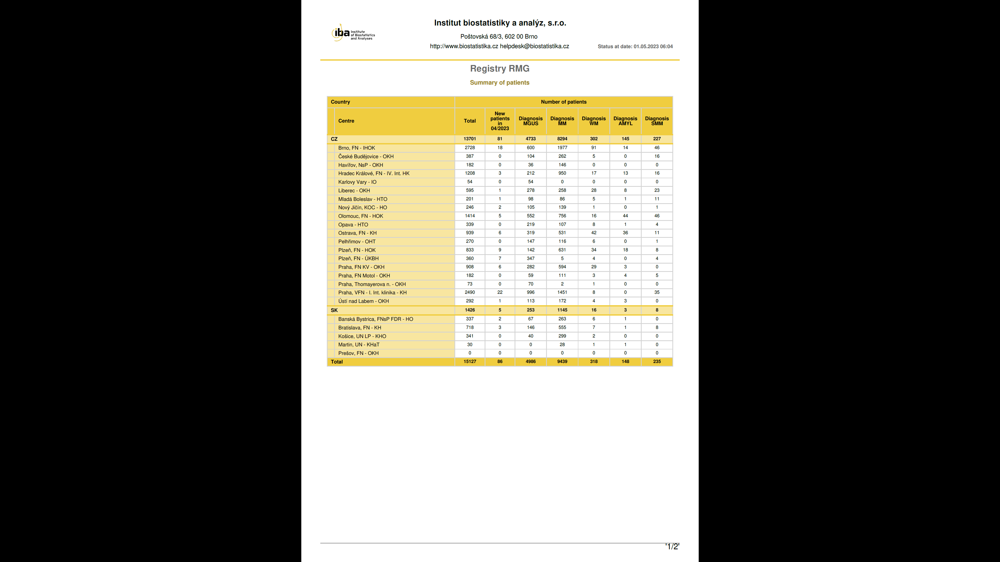 Institut biostatistiky a analýz, s.r.o.
iba Institute
of Biostatistics
and Analyses
Poštovská 68/3, 602 00 Brno
http://www.biostatistika.cz helpdesk@biostatistika.cz
Status at date: 01.05.2023 06:04
Registry RMG
Summary of patients
Country Number of patients
Centre Total New patients in 04/2023 Diagnosis MGUS Diagnosis MM Diagnosis WM Diagnosis AMYL Diagnosis SMM
CZ 13701 81 4733 8294 302 145 227
Brno, FN - IHOK 2728 18 600 1977 91 14 46
České Budějovice - OKH 387 0 104 262 5 0 16
Havířov, NsP - OKH 182 0 36 146 0 0 0
Hradec Králové, FN - IV. Int. HK 1208 3 212 950 17 13 16
Karlovy Vary - IO 54 0 54 0 0 0 0
Liberec - OKH 595 1 278 258 28 8 23
Mladá Boleslav - HTO 201 1 98 86 5 1 11
Nový Jičín, KOC - HO 246 2 105 139 1 0 1
Olomouc, FN - HOK 1414 5 552 756 16 44 46
Opava - HTO 339 0 219 107 8 1 4
Ostrava, FN - KH 939 6 319 531 42 36 11
Pelhřimov - OHT 270 0 147 116 6 0 1
Plzeň, FN - HOK 833 9 142 631 34 18 8
Plzeň, FN - ÚKBH 360 7 347 5 4 0 4
Praha, FN KV - OKH 908 6 282 594 29 3 0
Praha, FN Motol - OKH 182 0 59 111 3 4 5
Praha, Thomayerova n. - OKH 73 0 70 2 1 0 0
Praha, VFN - I. Int. klinika - KH 2490 22 996 1451 8 0 35
Ústí nad Labem - OKH 292 1 113 172 4 3 0
SK 1426 5 253 1145 16 3 8
Banská Bystrica, FNsP FDR - HO 337 2 67 263 6 1 0
Bratislava, FN - KH 718 3 146 555 7 1 8
Košice, UN LP - KHO 341 0 40 299 2 0 0
Martin, UN - KHaT 30 0 0 28 1 1 0
Prešov, FN - OKH 0 0 0 0 0 0 0
Total 15127 86 4986 9439 318 148 235
'1/2'